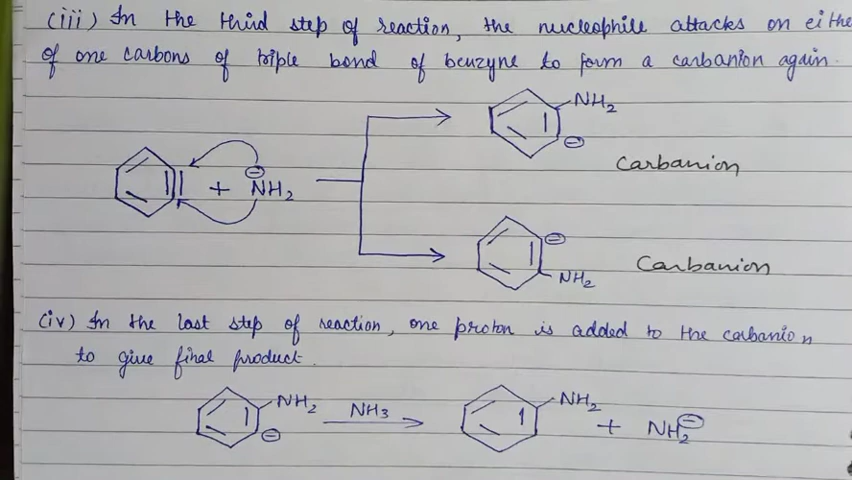 (iii) In the third step of reaction, the nucleophile attacks on eithe
of one carbons of triple bond of benzyne to form a carbanion again.
NH2
⊖
Carbanion
+ ⊖NH2
⊖
Carbanion
NH2
(iv) In the last step of reaction, one proton is added to the carbanion
to give final product.
NH2 NH3 NH2
⊖ + NH2⊖